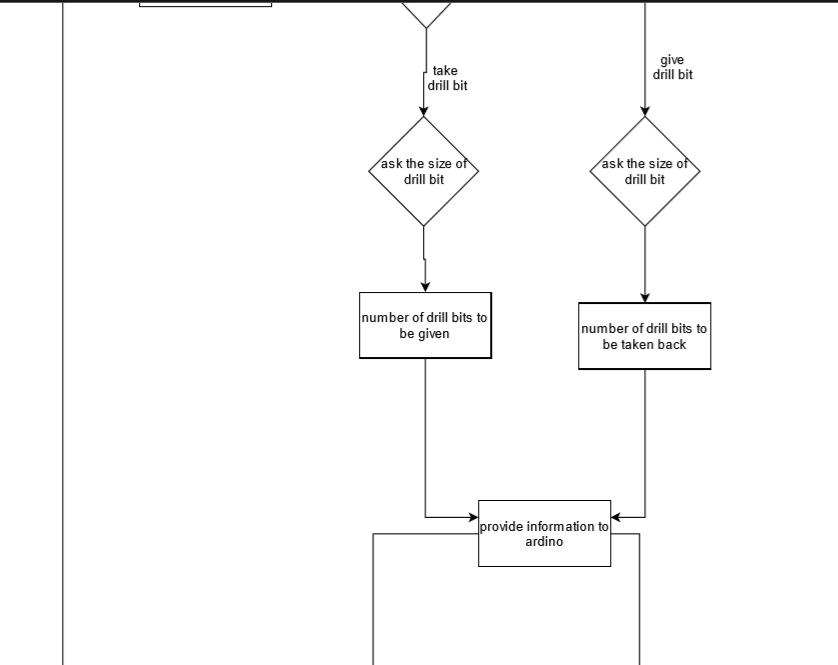 take
drill bit
give
drill bit
ask the size of
drill bit
ask the size of
drill bit
number of drill bits to
be given
number of drill bits to
be taken back
provide information to
ardino